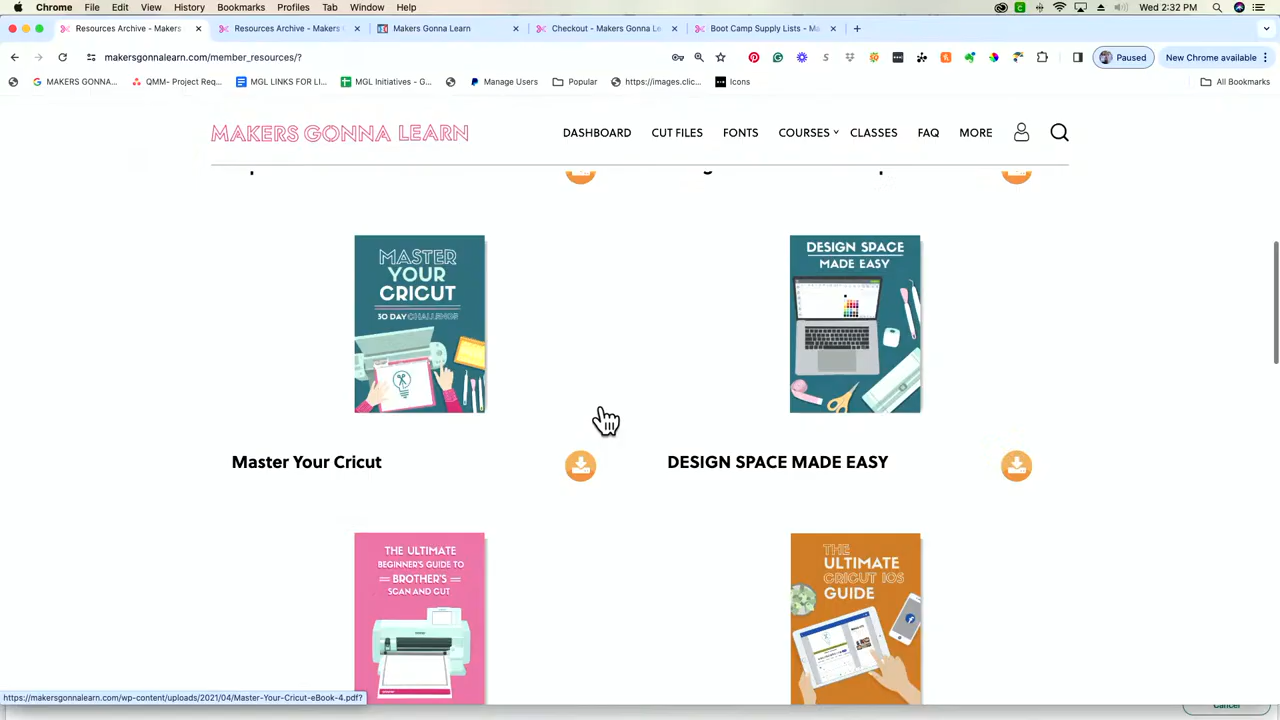 Chrome File Edit View History Bookmarks Profiles Tab Window Help
Wed Jan 17 2:32 PM
Resources Archive - Makers
Resources Archive - Makers G
Makers Gonna Learn
Checkout - Makers Gonna Le
Boot Camp Supply Lists - Ma
makersgonnalearn.com/member_resources/?
Paused
New Chrome available
MAKERS GONNA...
QMM- Project Req...
MGL LINKS FOR LI...
MGL Initiatives - G...
Manage Users
Popular
https://images.clic...
Icons
All Bookmarks
MAKERS GONNA LEARN
DASHBOARD CUT FILES FONTS COURSES CLASSES FAQ MORE
MASTER
YOUR
CRICUT
30 DAY CHALLENGE
DESIGN SPACE
MADE EASY
Master Your Cricut
DESIGN SPACE MADE EASY
THE ULTIMATE
BEGINNER'S GUIDE TO
BROTHER'S
SCAN AND CUT
THE
ULTIMATE
CRICUT IOS
GUIDE
https://makersgonnalearn.com/wp-content/uploads/2021/04/Master-Your-Cricut-eBook-4.pdf?
Cancel